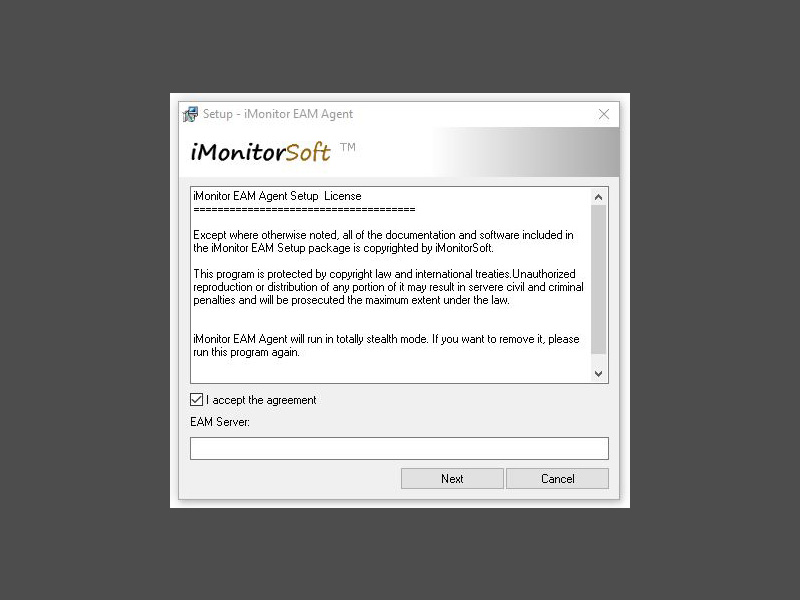 Setup - iMonitor EAM Agent
iMonitorSoft TM
iMonitor EAM Agent Setup License
=====================================
Except where otherwise noted, all of the documentation and software included in
the iMonitor EAM Setup package is copyrighted by iMonitorSoft.
This program is protected by copyright law and international treaties.Unauthorized
reproduction or distribution of any portion of it may result in servere civil and criminal
penalties and will be prosecuted the maximum extent under the law.
iMonitor EAM Agent will run in totally stealth mode. If you want to remove it, please
run this program again.
I accept the agreement
EAM Server:
Next Cancel